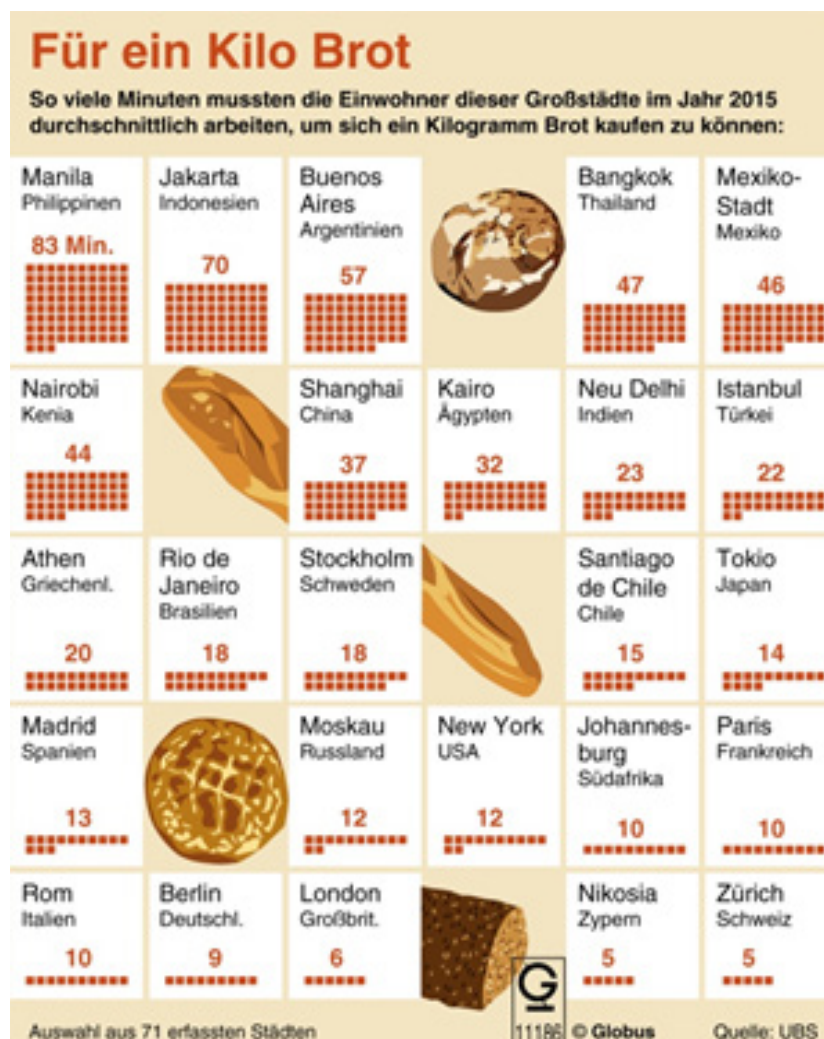 Für ein Kilo Brot
So viele Minuten mussten die Einwohner dieser Großstädte im Jahr 2015
durchschnittlich arbeiten, um sich ein Kilogramm Brot kaufen zu können:
Manila
Philippinen
83 Min.
Jakarta
Indonesien
70
Buenos
Aires
Argentinien
57
Bangkok
Thailand
47
Mexiko-
Stadt
Mexiko
46
Nairobi
Kenia
44
Shanghai
China
37
Kairo
Ägypten
32
Neu Delhi
Indien
23
Istanbul
Türkei
22
Athen
Griechenl.
20
Rio de
Janeiro
Brasilien
18
Stockholm
Schweden
18
Santiago
de Chile
Chile
15
Tokio
Japan
14
Madrid
Spanien
13
Moskau
Russland
12
New York
USA
12
Johannes-
burg
Südafrika
10
Paris
Frankreich
10
Rom
Italien
10
Berlin
Deutschl.
9
London
Großbrit.
6
Nikosia
Zypern
5
Zürich
Schweiz
5
Auswahl aus 71 erfassten Städten
G
11186 © Globus
Quelle: UBS